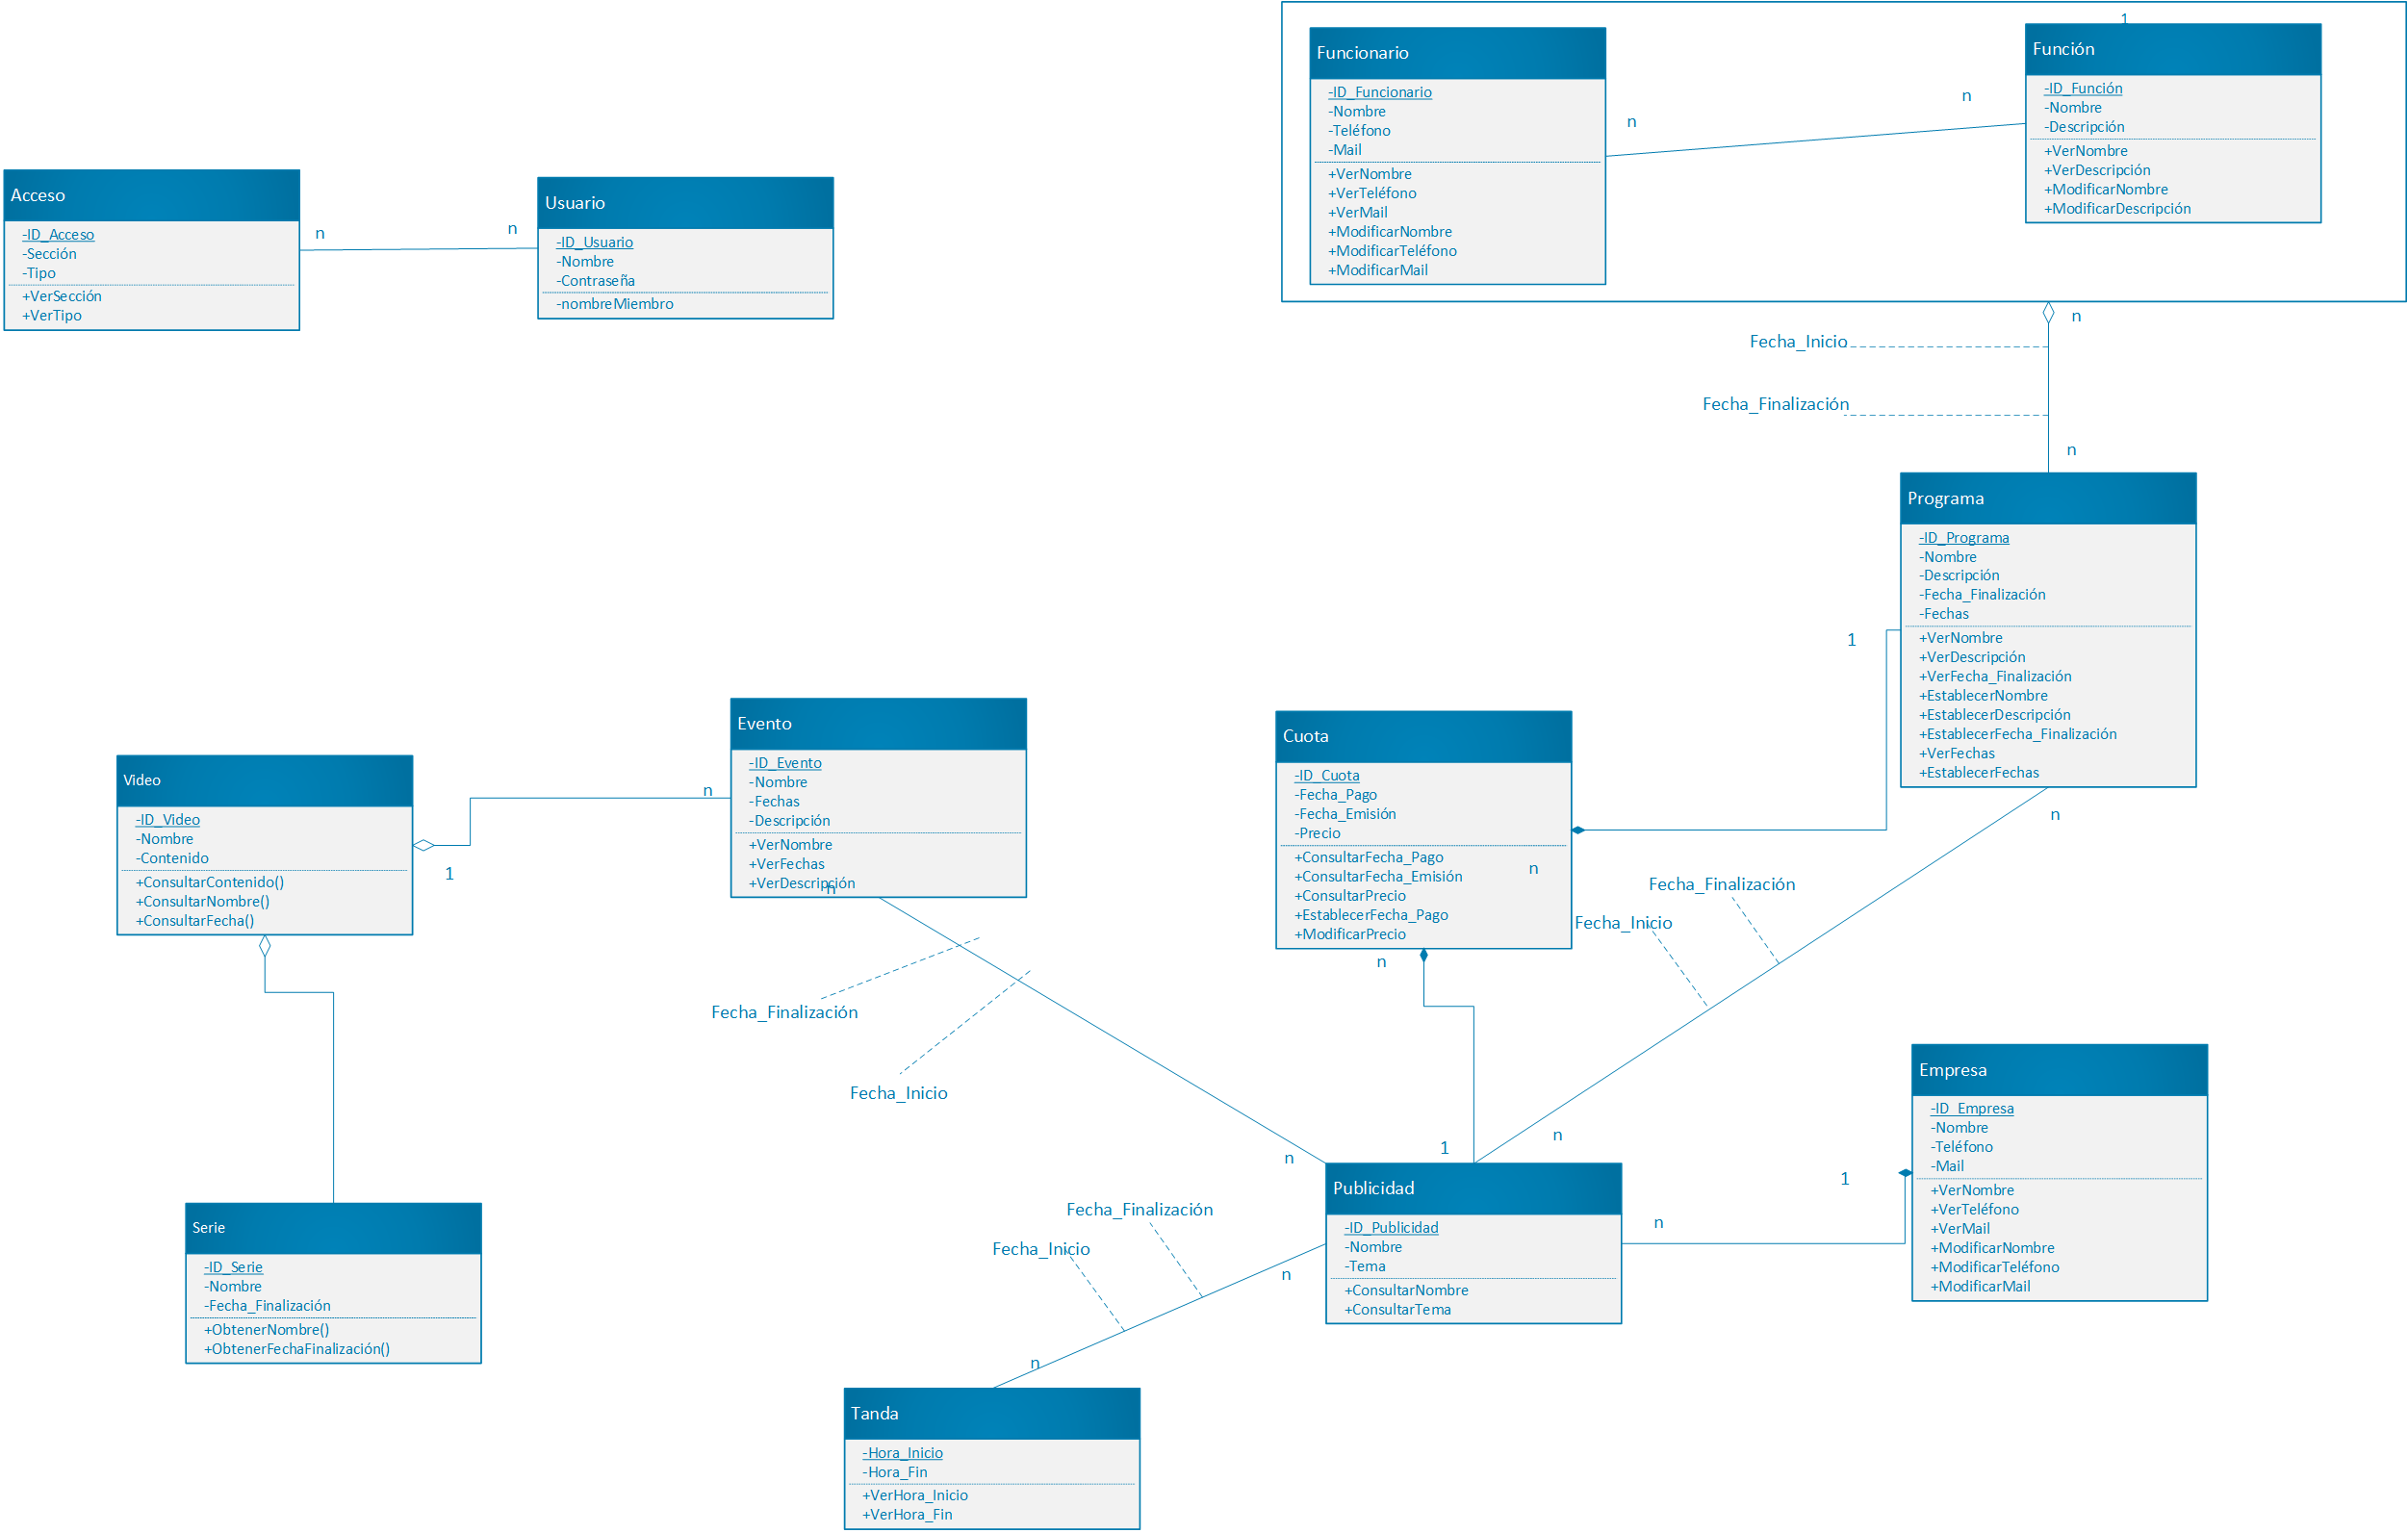 1
Funcionario
-ID_Funcionario
-Nombre
-Teléfono
-Mail
+VerNombre
+VerTeléfono
+VerMail
+ModificarNombre
+ModificarTeléfono
+ModificarMail
n
n
Función
-ID_Función
-Nombre
-Descripción
+VerNombre
+VerDescripción
+ModificarNombre
+ModificarDescripción
Acceso
-ID_Acceso
-Sección
-Tipo
+VerSección
+VerTipo
n
n
Usuario
-ID_Usuario
-Nombre
-Contraseña
-nombreMiembro
n
Fecha_Inicio
Fecha_Finalización
n
Programa
-ID_Programa
-Nombre
-Descripción
-Fecha_Finalización
-Fechas
+VerNombre
+VerDescripción
+VerFecha_Finalización
+EstablecerNombre
+EstablecerDescripción
+EstablecerFecha_Finalización
+VerFechas
+EstablecerFechas
1
n
Video
-ID_Video
-Nombre
-Contenido
+ConsultarContenido()
+ConsultarNombre()
+ConsultarFecha()
1
n
Evento
-ID_Evento
-Nombre
-Fechas
-Descripción
+VerNombre
+VerFechas
+VerDescripción
n
Cuota
-ID_Cuota
-Fecha_Pago
-Fecha_Emisión
-Precio
+ConsultarFecha_Pago
+ConsultarFecha_Emisión
+ConsultarPrecio
+EstablecerFecha_Pago
+ModificarPrecio
n
n
Fecha_Finalización
Fecha_Inicio
Fecha_Finalización
Fecha_Inicio
n
1
n
Empresa
-ID_Empresa
-Nombre
-Teléfono
-Mail
+VerNombre
+VerTeléfono
+VerMail
+ModificarNombre
+ModificarTeléfono
+ModificarMail
1
n
Publicidad
-ID_Publicidad
-Nombre
-Tema
+ConsultarNombre
+ConsultarTema
Fecha_Finalización
Fecha_Inicio
n
n
Serie
-ID_Serie
-Nombre
-Fecha_Finalización
+ObtenerNombre()
+ObtenerFechaFinalización()
Tanda
-Hora_Inicio
-Hora_Fin
+VerHora_Inicio
+VerHora_Fin